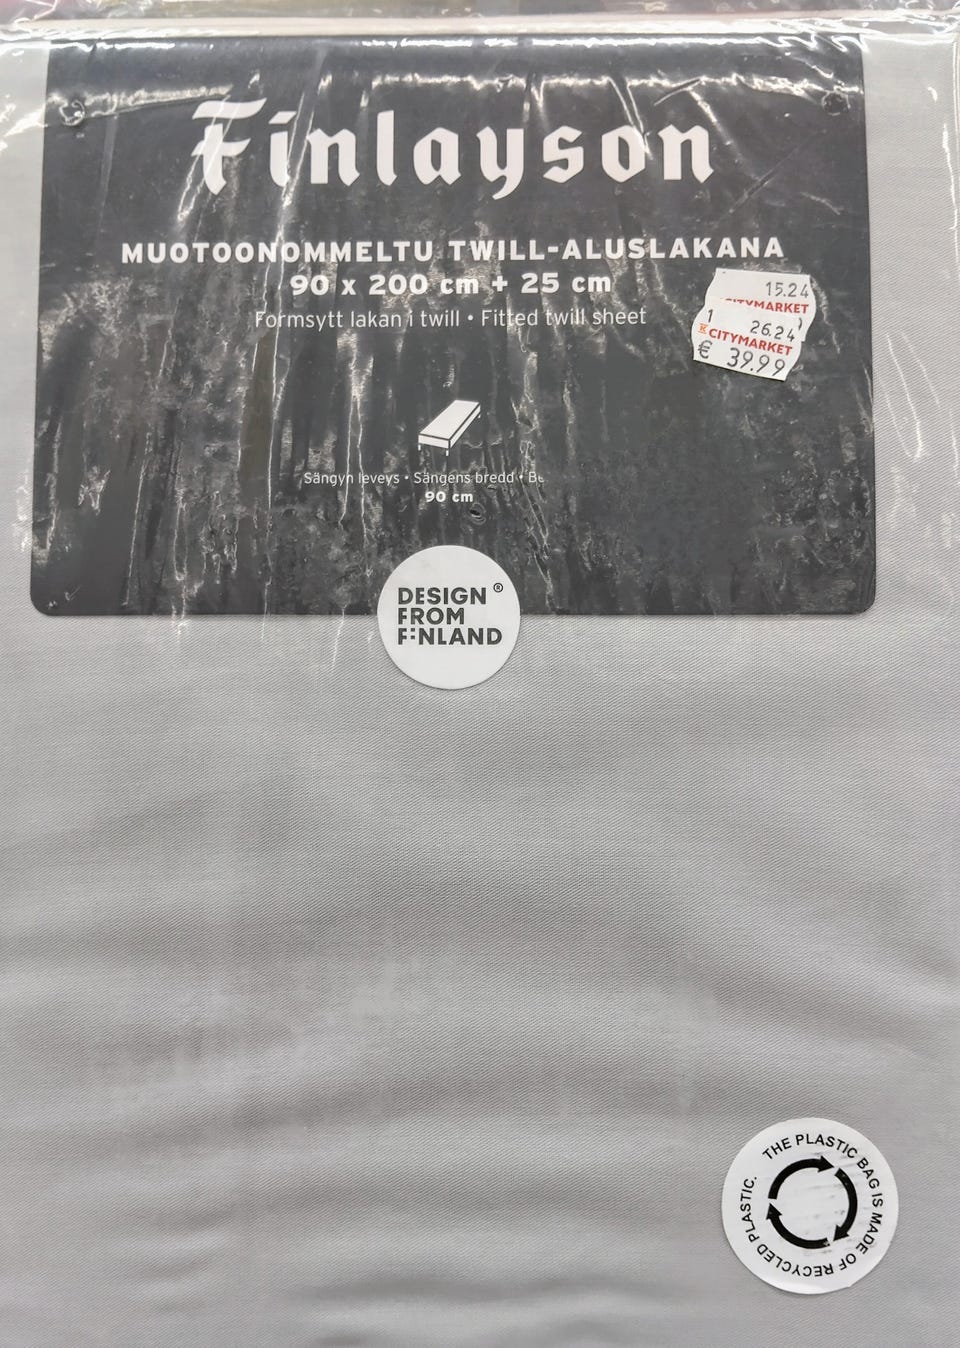 Finlayson
MUOTOONOMMELTU TWILL-ALUSLAKANA
90 x 200 cm + 25 cm
Formsytt lakan i twill • Fitted twill sheet
15.24
CITYMARKET
1 26.24
K CITYMARKET
€ 39.99
Sängyn leveys • Sängens bredd •
90 cm
DESIGN ®
FROM
FINLAND
THE PLASTIC BAG IS MADE OF RECYCLED PLASTIC.